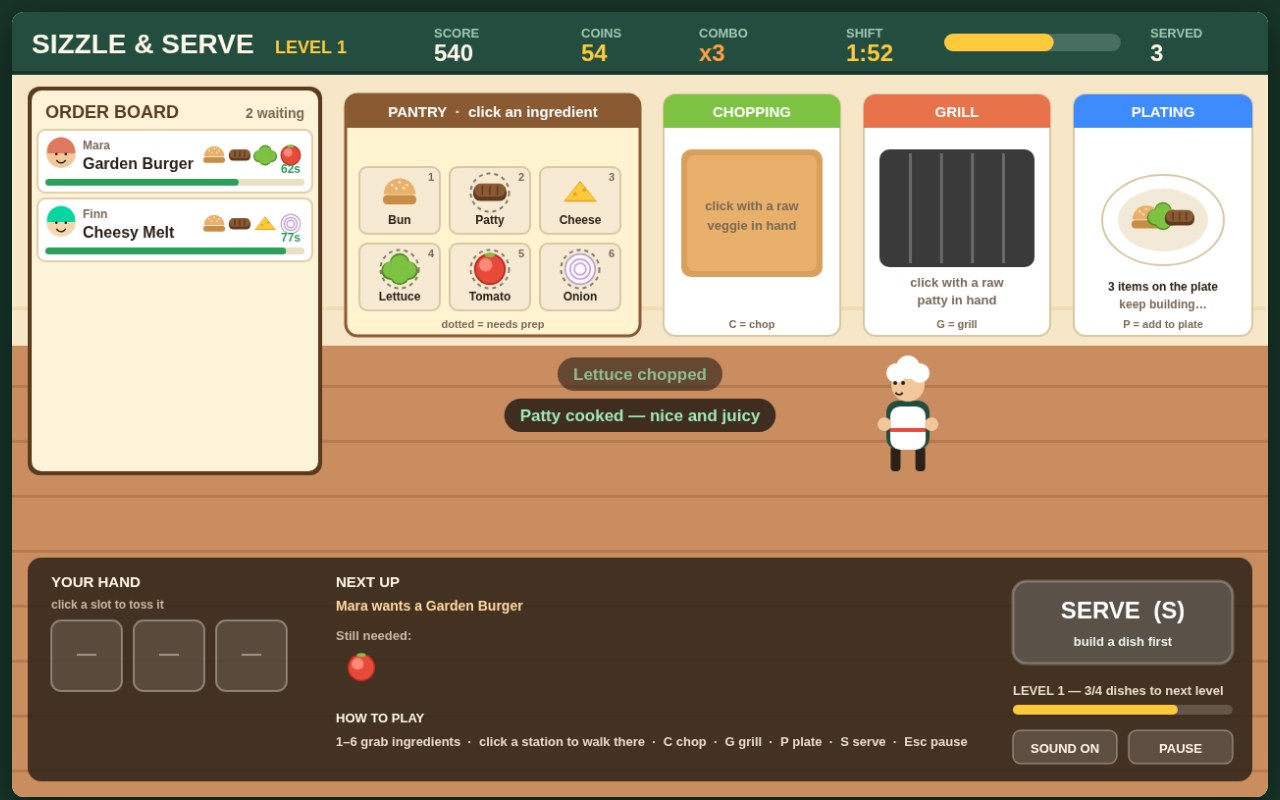 SIZZLE & SERVE LEVEL 1
SCORE
540
COINS
54
COMBO
x3
SHIFT
1:52
SERVED
3
ORDER BOARD
2 waiting
Mara
Garden Burger
62s
Finn
Cheesy Melt
77s
PANTRY · click an ingredient
1
Bun
2
Patty
3
Cheese
4
Lettuce
5
Tomato
6
Onion
dotted = needs prep
CHOPPING
click with a raw
veggie in hand
C = chop
GRILL
click with a raw
patty in hand
G = grill
PLATING
3 items on the plate
keep building…
P = add to plate
Lettuce chopped
Patty cooked — nice and juicy
YOUR HAND
click a slot to toss it
— — —
NEXT UP
Mara wants a Garden Burger
Still needed:
HOW TO PLAY
1–6 grab ingredients · click a station to walk there · C chop · G grill · P plate · S serve · Esc pause
SERVE (S)
build a dish first
LEVEL 1 — 3/4 dishes to next level
SOUND ON
PAUSE